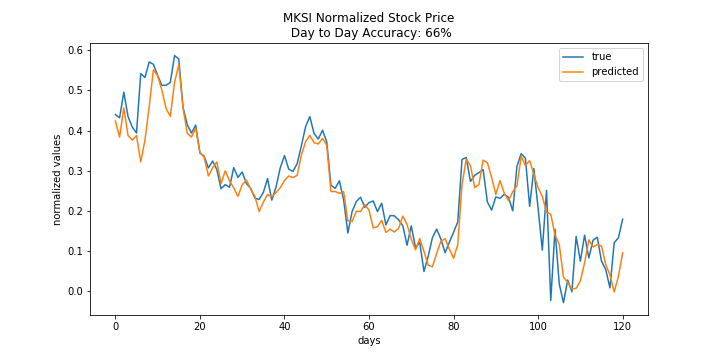 MKSI Normalized Stock Price
Day to Day Accuracy: 66%
true
predicted
normalized values
0.6
0.5
0.4
0.3
0.2
0.1
0.0
0
20
40
60
80
100
120
days